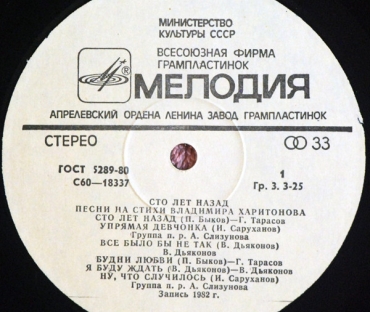 МИНИСТЕРСТВО
КУЛЬТУРЫ СССР
ВСЕСОЮЗНАЯ ФИРМА
ГРАМПЛАСТИНОК
® МЕЛОДИЯ
АПРЕЛЕВСКИЙ ОРДЕНА ЛЕНИНА ЗАВОД ГРАМПЛАСТИНОК
СТЕРЕО 33
ГОСТ 5289-80 1
С60—18337 Гр. 3. 3-25
СТО ЛЕТ НАЗАД
ПЕСНИ НА СТИХИ ВЛАДИМИРА ХАРИТОНОВА
СТО ЛЕТ НАЗАД (П. Быков)— Г. Тарасов
УПРЯМАЯ ДЕВЧОНКА (И. Саруханов)
Группа п. р. А. Слизунова
ВСЕ БЫЛО БЫ НЕ ТАК (В. Дьяконов)
В. Дьяконов
БУДНИ ЛЮБВИ (П. Быков)— Г. Тарасов
Я БУДУ ЖДАТЬ (В. Дьяконов)—В. Дьяконов
НУ, ЧТО СЛУЧИЛОСЬ (И. Саруханов)
Группа п. р. А. Слизунова
Запись 1982 г.